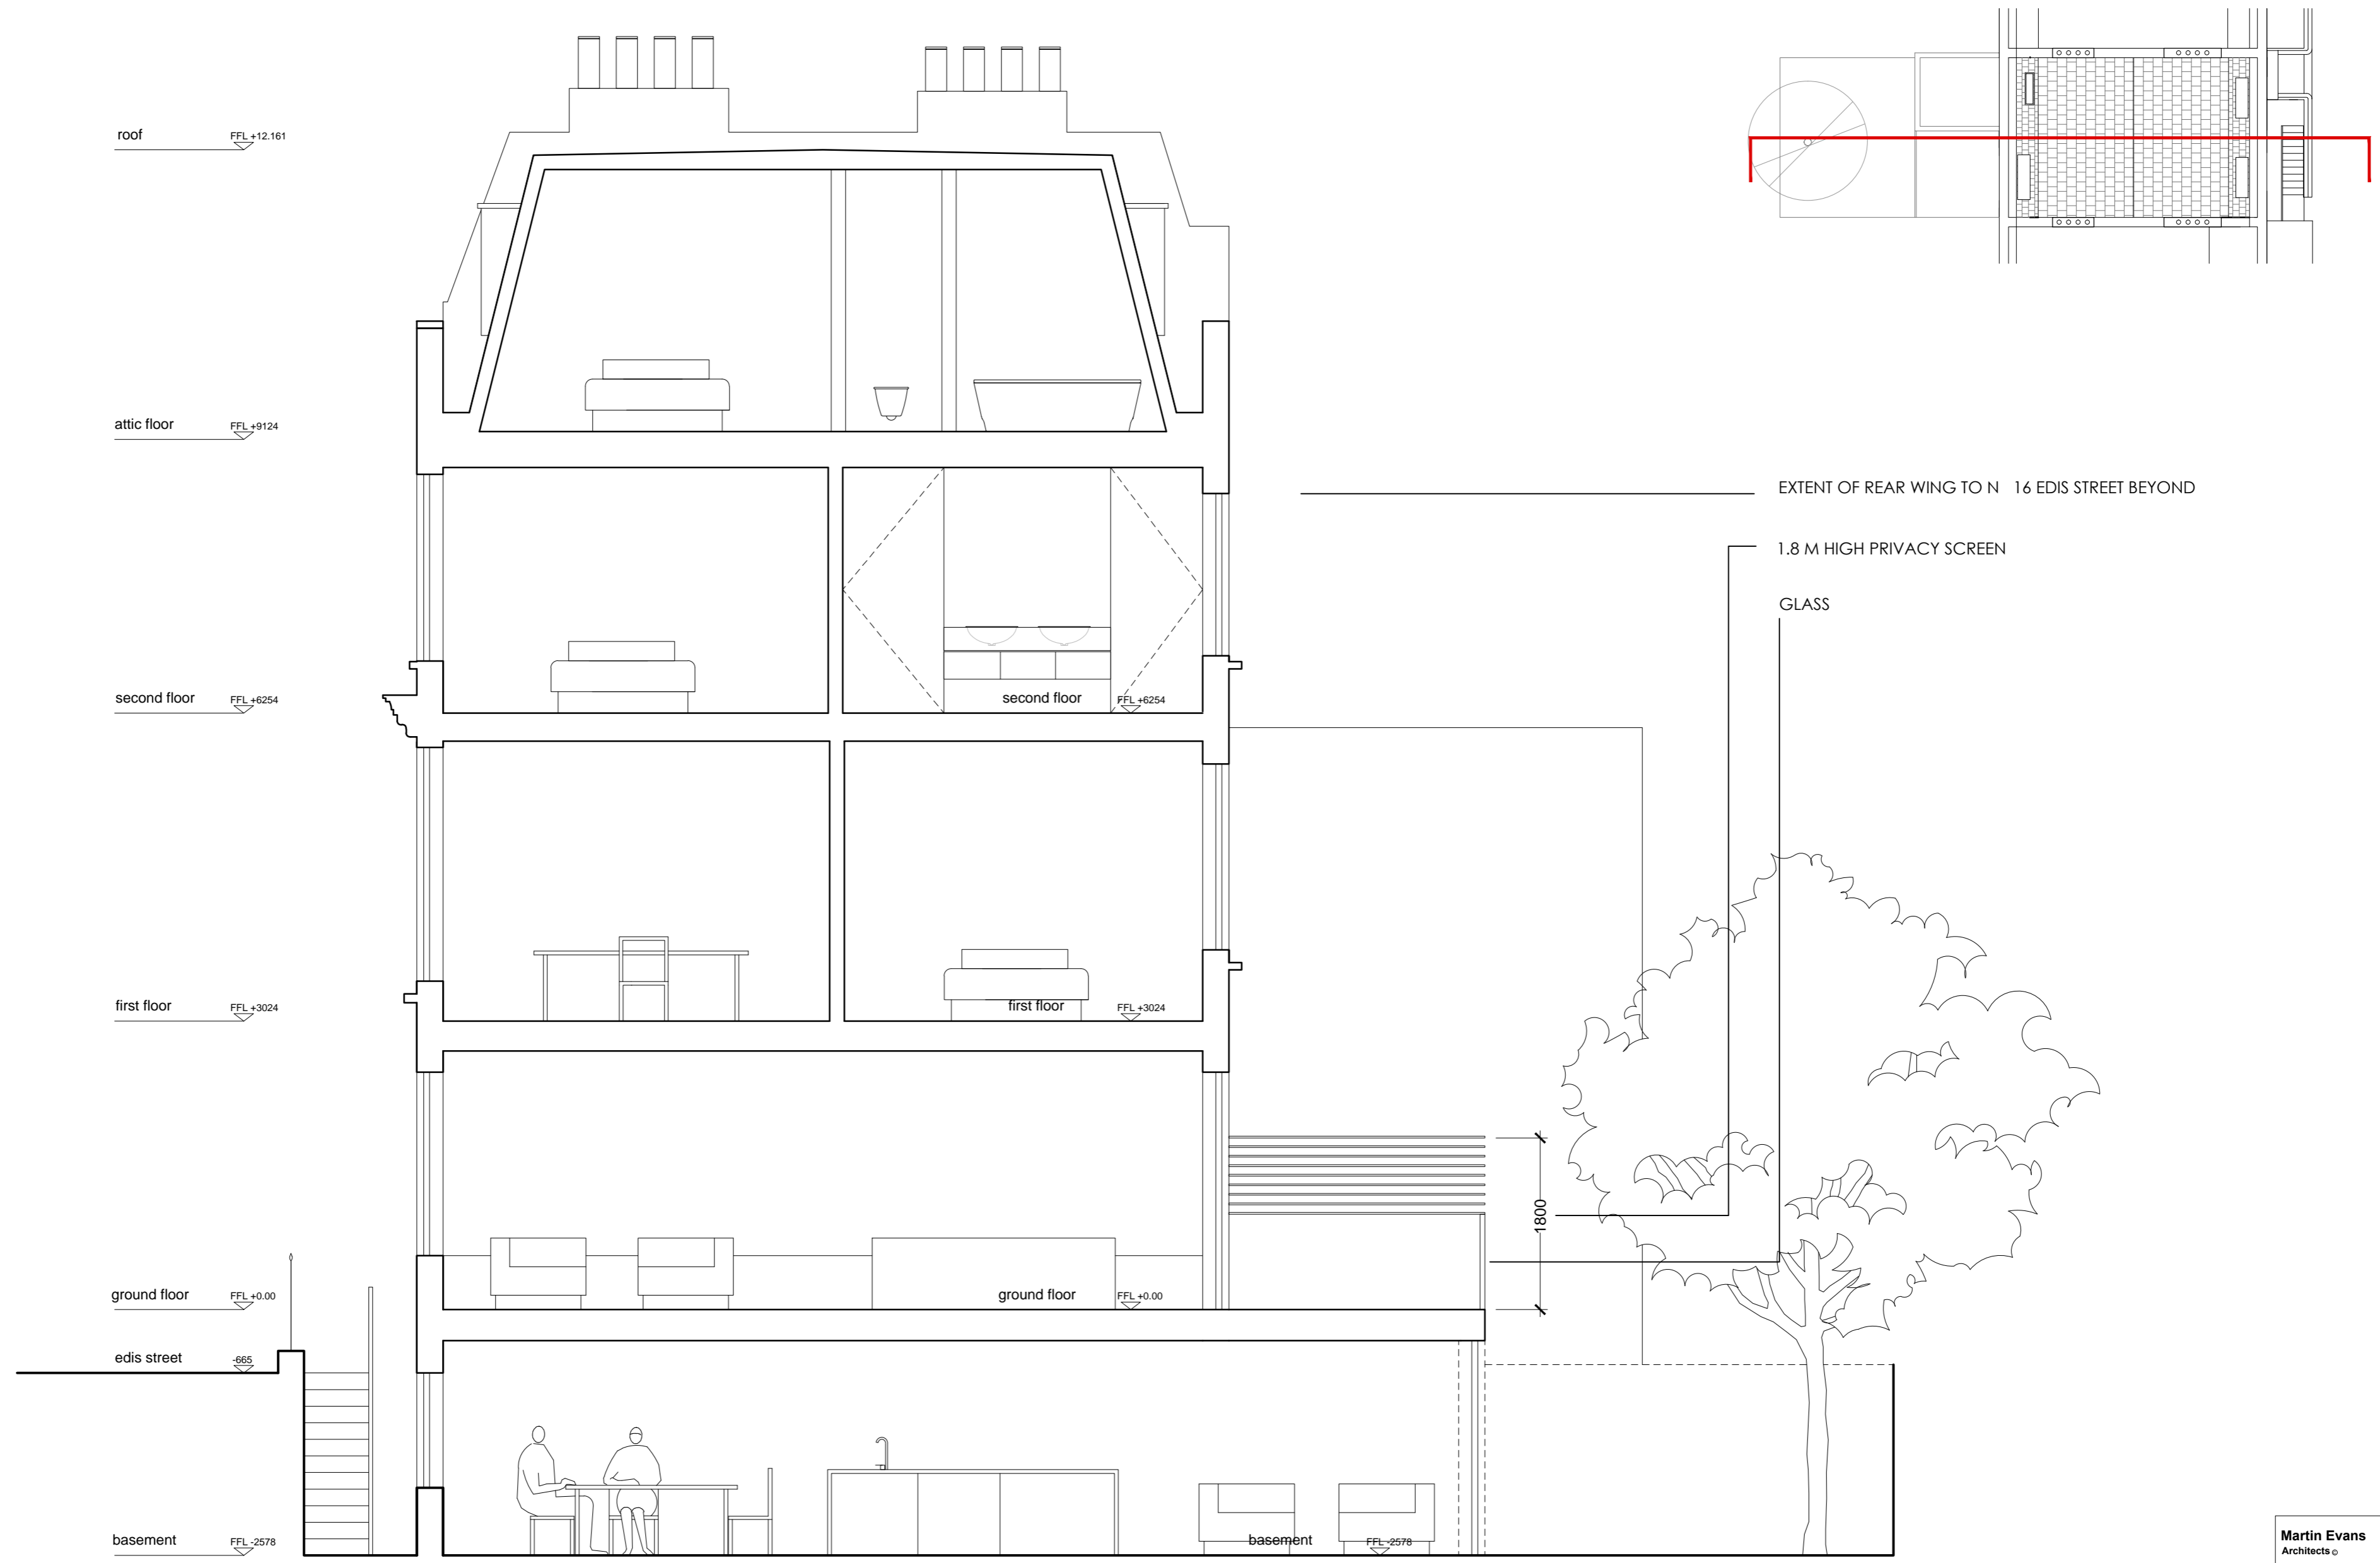 roof FFL +12.161
attic floor FFL +9124
EXTENT OF REAR WING TO N 16 EDIS STREET BEYOND
1.8 M HIGH PRIVACY SCREEN
GLASS
second floor FFL +6254
second floor FFL +6254
first floor FFL +3024
first floor FFL +3024
1800
ground floor FFL +0.00
ground floor FFL +0.00
edis street -665
basement FFL -2578
basement FFL -2578
Martin Evans
Architects ©